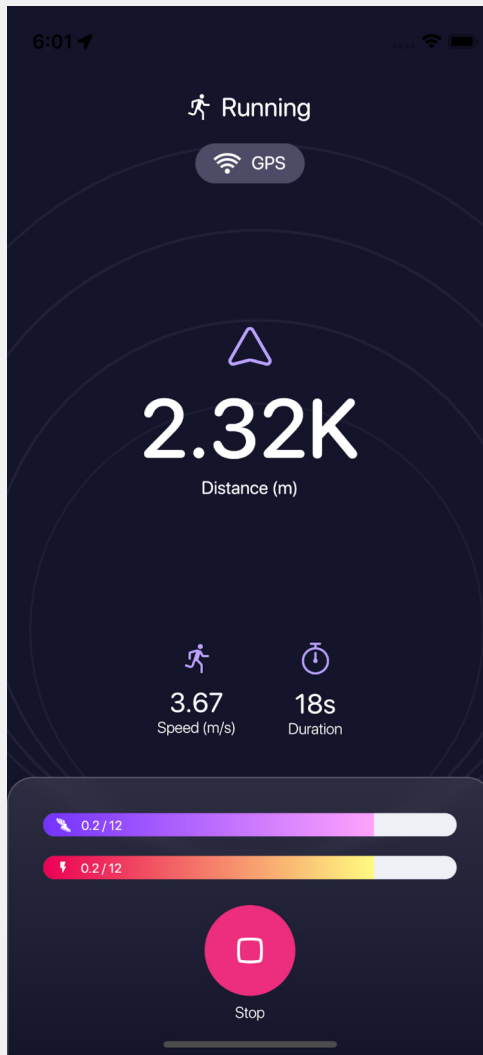 6:01
Running
GPS
2.32K
Distance (m)
3.67 18s
Speed (m/s) Duration
0.2/12
0.2/12
Stop